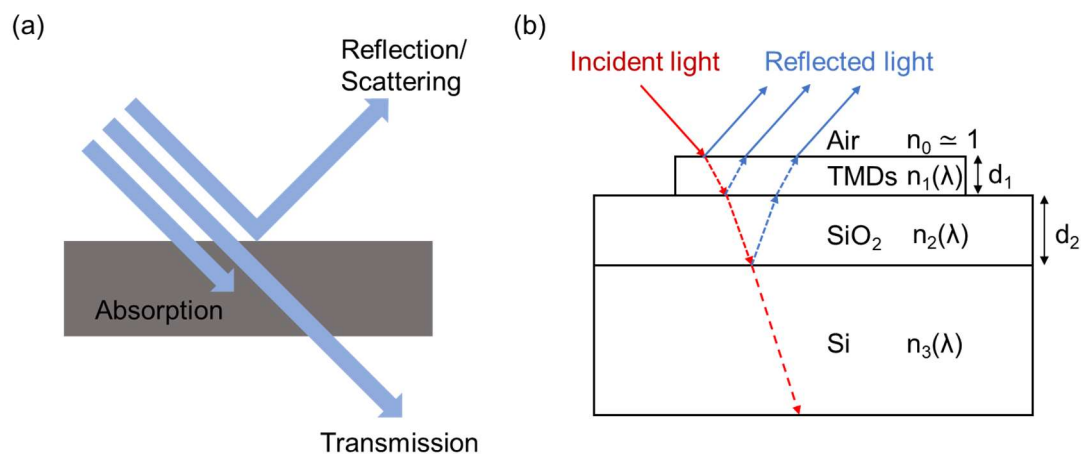 (a)
Reflection/
Scattering
Absorption
Transmission
(b)
Incident light
Reflected light
Air n₀ ≃ 1
TMDs n₁(λ) d₁
SiO₂ n₂(λ) d₂
Si n₃(λ)